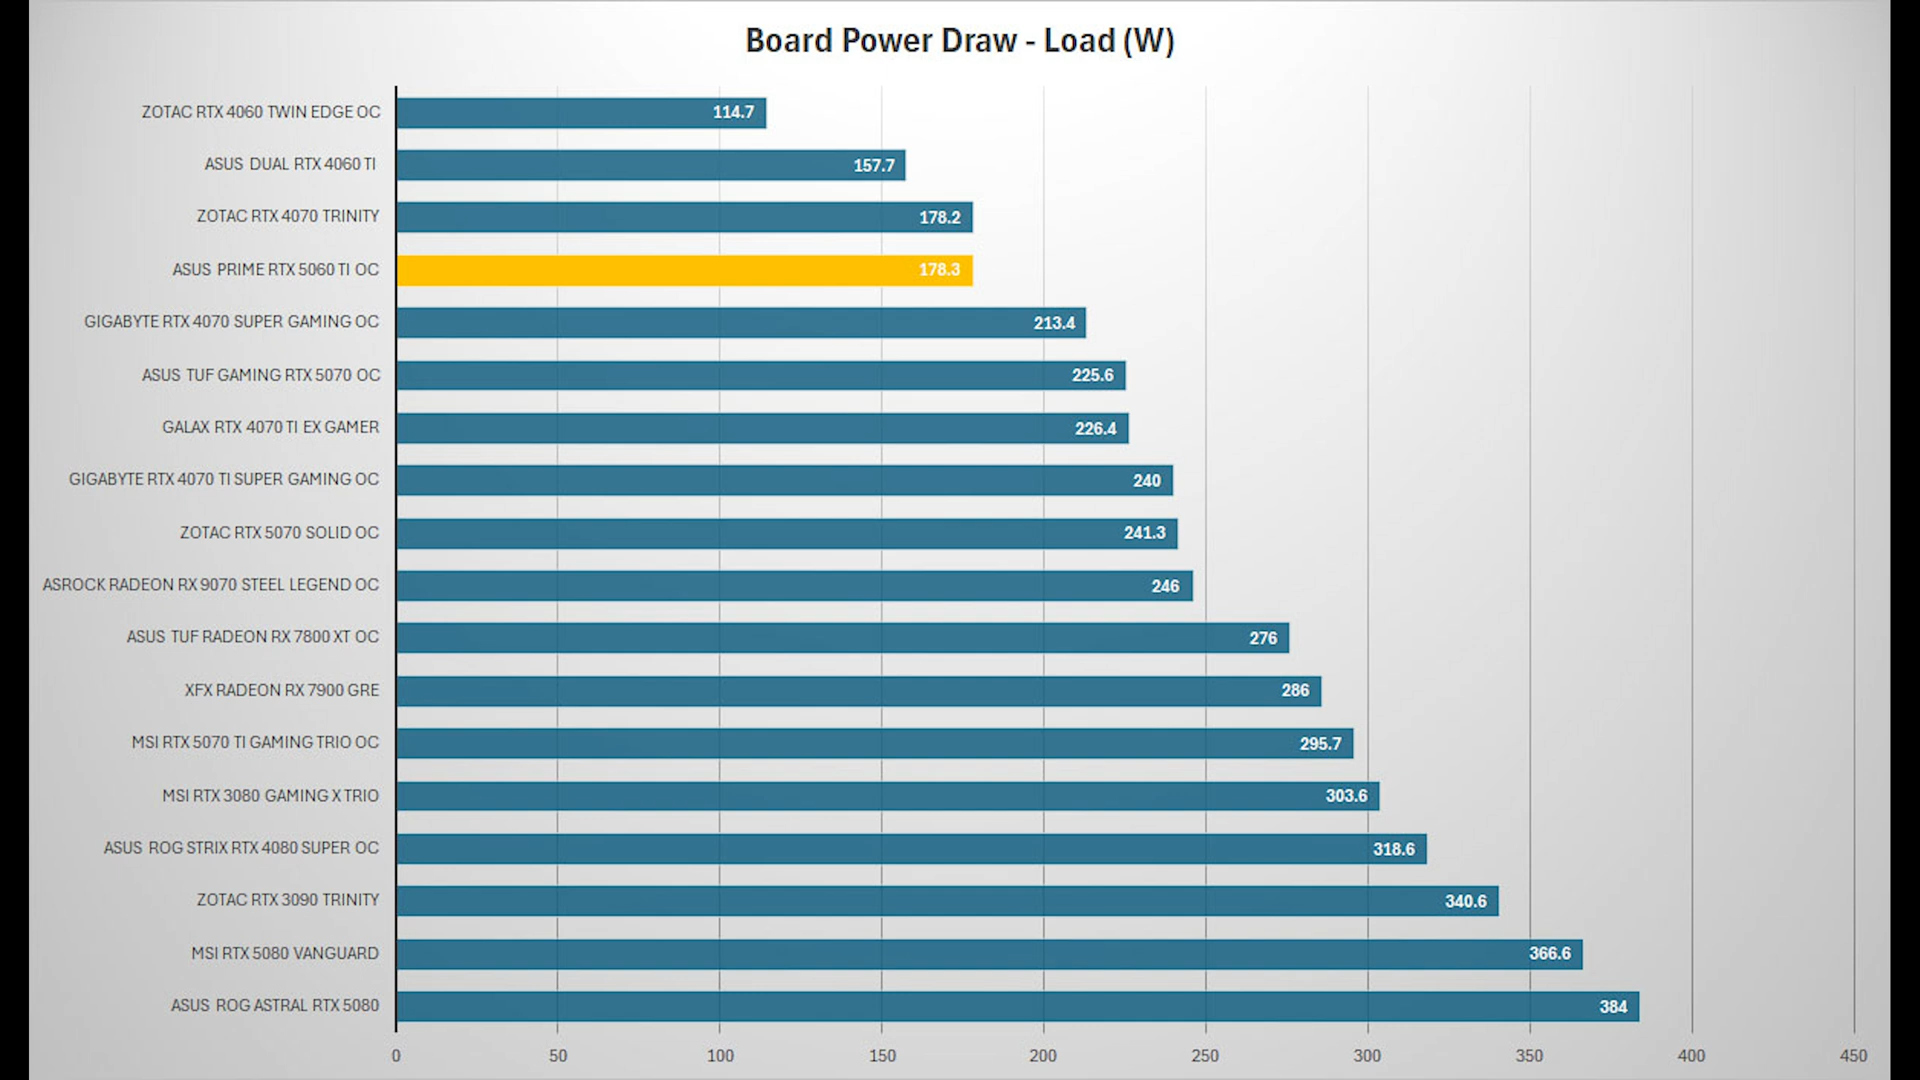 Board Power Draw - Load (W)
ZOTAC RTX 4060 TWIN EDGE OC 114.7
ASUS DUAL RTX 4060 TI 157.7
ZOTAC RTX 4070 TRINITY 178.2
ASUS PRIME RTX 5060 TI OC 178.3
GIGABYTE RTX 4070 SUPER GAMING OC 213.4
ASUS TUF GAMING RTX 5070 OC 225.6
GALAX RTX 4070 TI EX GAMER 226.4
GIGABYTE RTX 4070 TI SUPER GAMING OC 240
ZOTAC RTX 5070 SOLID OC 241.3
ASROCK RADEON RX 9070 STEEL LEGEND OC 246
ASUS TUF RADEON RX 7800 XT OC 276
XFX RADEON RX 7900 GRE 286
MSI RTX 5070 TI GAMING TRIO OC 295.7
MSI RTX 3080 GAMING X TRIO 303.6
ASUS ROG STRIX RTX 4080 SUPER OC 318.6
ZOTAC RTX 3090 TRINITY 340.6
MSI RTX 5080 VANGUARD 366.6
ASUS ROG ASTRAL RTX 5080 384
0 50 100 150 200 250 300 350 400 450